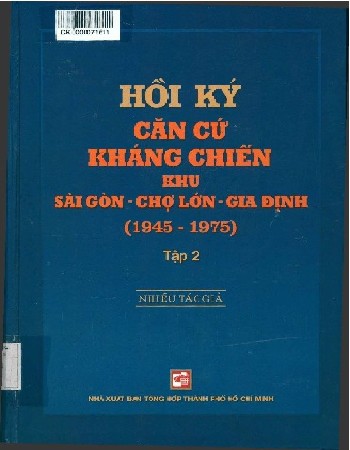 HỒI KÝ
CĂN CỨ
KHÁNG CHIẾN
KHU
SÀI GÒN - CHỢ LỚN - GIA ĐỊNH
(1945 - 1975)
Tập 2
NHIỀU TÁC GIẢ
NHÀ XUẤT BẢN TỔNG HỢP THÀNH PHỐ HỒ CHÍ MINH